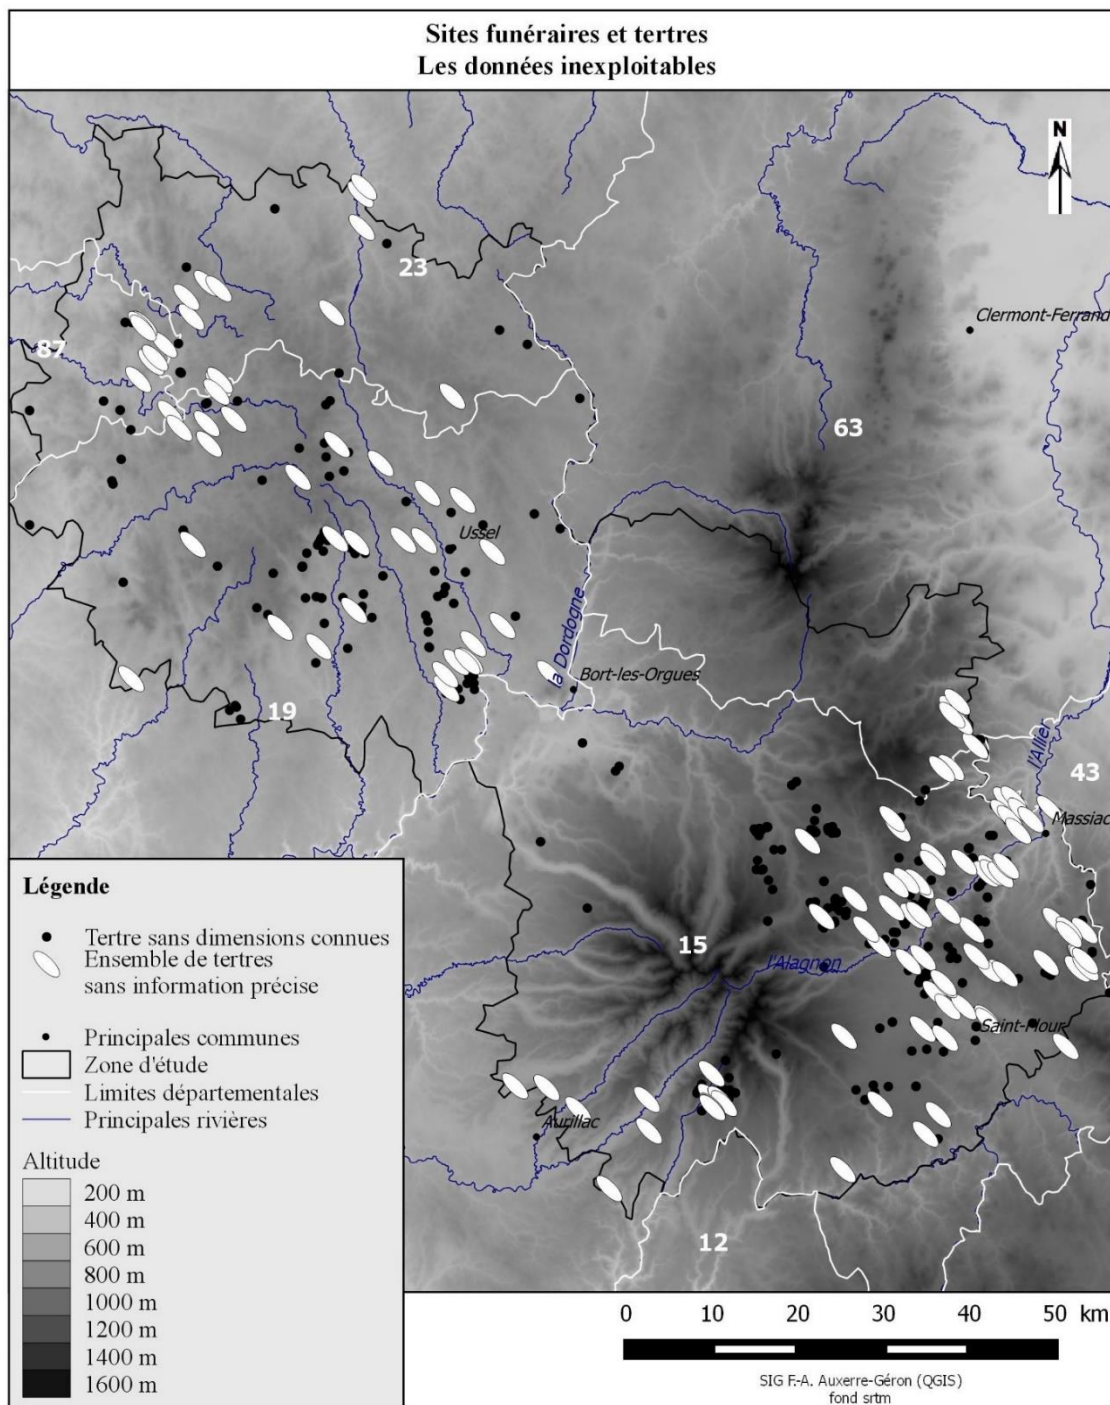 Sites funéraires et tertres
Les données inexploitables
N
23
Clermont-Ferrand
87
63
Ussel
la Dordogne
Bort-les-Orgues
19
l'Allier
43
Massiac
15
l'Alagnon
Saint-Flour
Aurillac
12
Légende
Tertre sans dimensions connues
Ensemble de tertres
sans information précise
Principales communes
Zone d'étude
Limites départementales
Principales rivières
Altitude
200 m
400 m
600 m
800 m
1000 m
1200 m
1400 m
1600 m
0 10 20 30 40 50 km
SIG F.-A. Auxerre-Géron (QGIS)
fond srtm